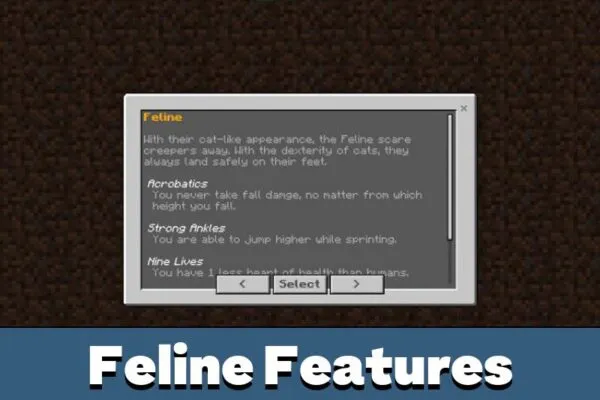 Feline
With their cat-like appearance, the Feline scare
creepers away. With the dexterity of cats, they
always land safely on their feet.
Acrobatics
You never take fall damge, no matter from which
height you fall.
Strong Ankles
You are able to jump higher while sprinting.
Nine Lives
You have 1 less heart of health than humans.
< Select >
Feline Features